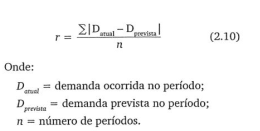 r = ∑|D_atual − D_prevista| / n (2.10)
Onde:
D_atual = demanda ocorrida no período;
D_prevista = demanda prevista no período;
n = número de períodos.